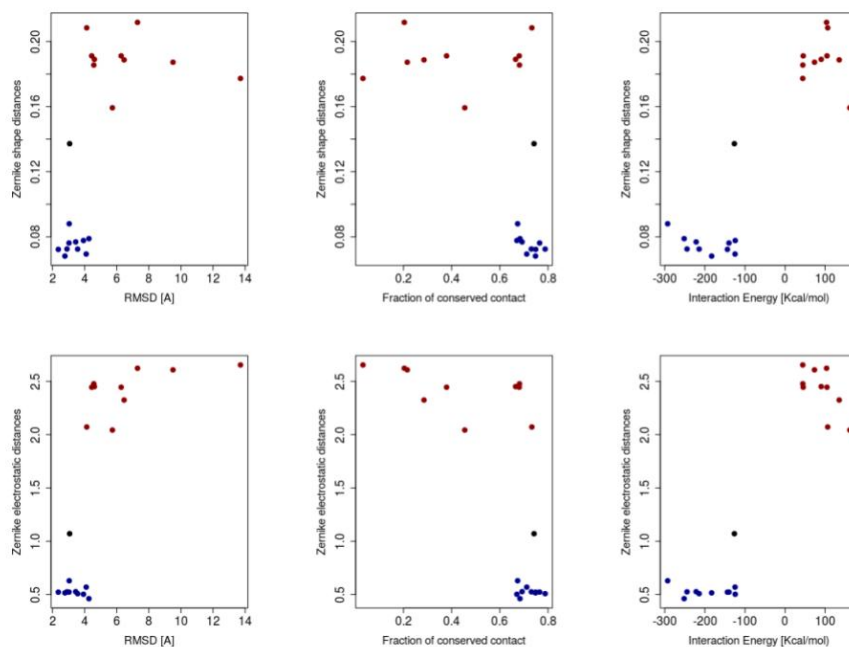 Zernike shape distances
0.08 0.12 0.16 0.20
2 4 6 8 10 12 14
RMSD [A]
Zernike shape distances
0.08 0.12 0.16 0.20
0.2 0.4 0.6 0.8
Fraction of conserved contact
Zernike shape distances
0.08 0.12 0.16 0.20
-300 -200 -100 0 100
Interaction Energy [Kcal/mol)
Zernike electrostatic distances
0.5 1.0 1.5 2.0 2.5
2 4 6 8 10 12 14
RMSD [A]
Zernike electrostatic distances
0.5 1.0 1.5 2.0 2.5
0.2 0.4 0.6 0.8
Fraction of conserved contact
Zernike electrostatic distances
0.5 1.0 1.5 2.0 2.5
-300 -200 -100 0 100
Interaction Energy [Kcal/mol)